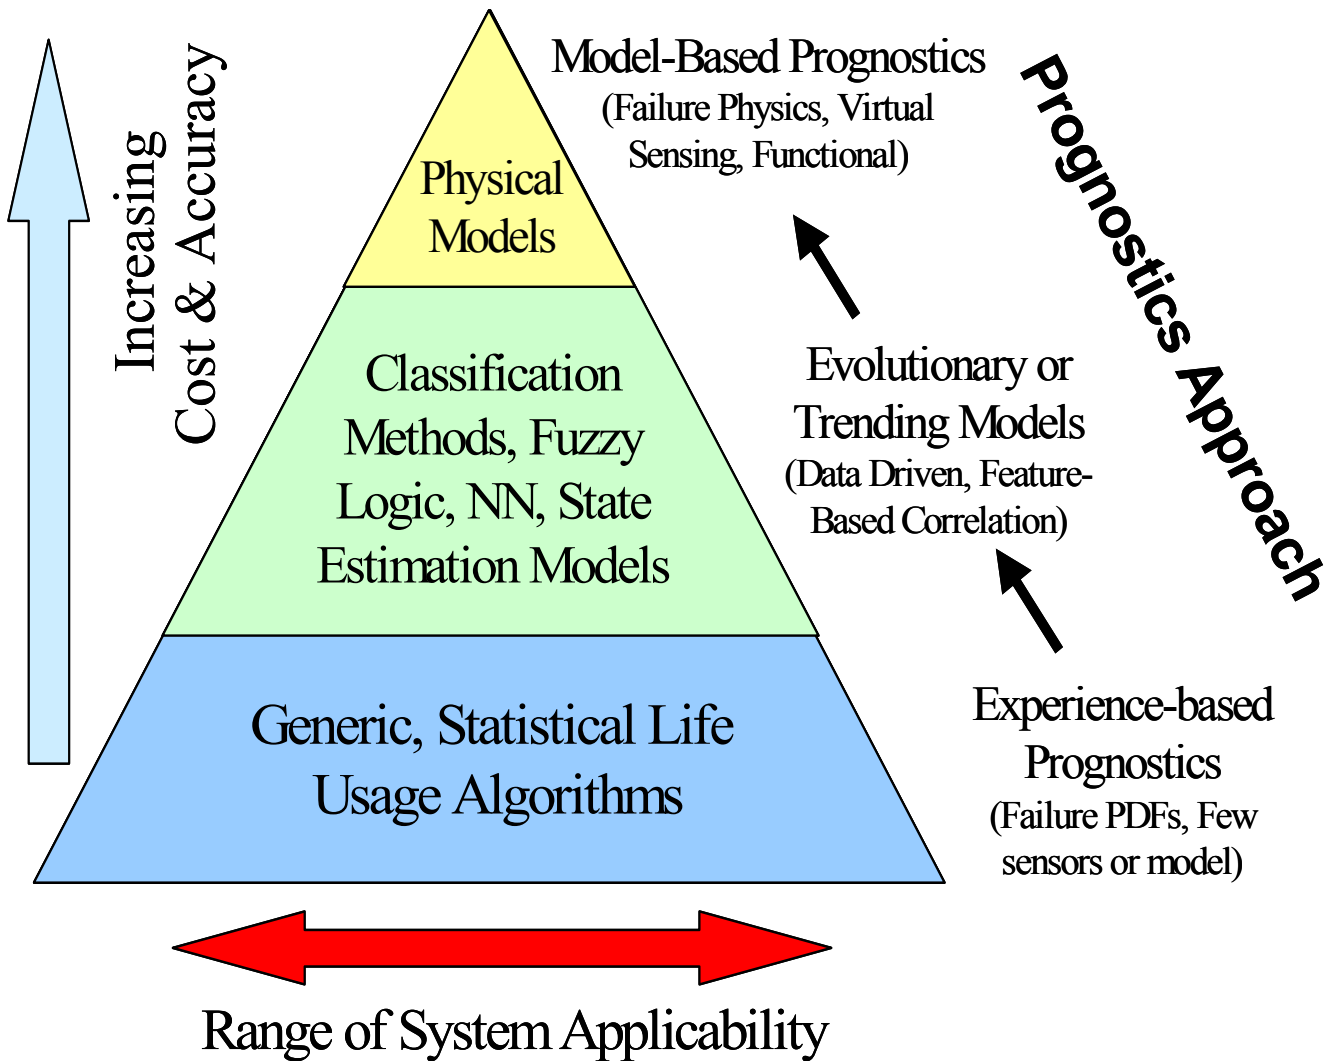 Increasing
Cost & Accuracy
Physical
Models
Classification
Methods, Fuzzy
Logic, NN, State
Estimation Models
Generic, Statistical Life
Usage Algorithms
Model-Based Prognostics
(Failure Physics, Virtual
Sensing, Functional)
Evolutionary or
Trending Models
(Data Driven, Feature-
Based Correlation)
Experience-based
Prognostics
(Failure PDFs, Few
sensors or model)
Prognostics Approach
Range of System Applicability